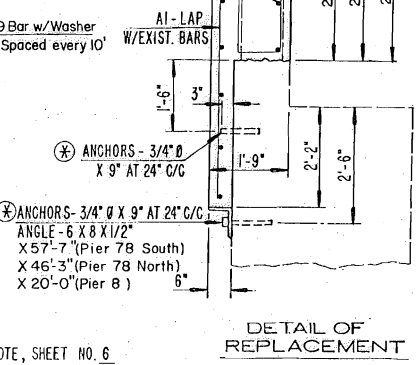 9 Bar w/Washer
Spaced every 10'
A1-LAP
W/EXIST. BARS
1'-6"
3"
* ANCHORS - 3/4" Ø
X 9" AT 24" C/C
1'-9"
2'-2"
2'-6"
* ANCHORS - 3/4" Ø X 9" AT 24" C/C
ANGLE - 6 X 8 X 1/2"
X 57'-7" (Pier 78 South)
X 46'-3" (Pier 78 North)
X 20'-0" (Pier 8 )
6"
DETAIL OF
REPLACEMENT
OTE, SHEET NO. 6